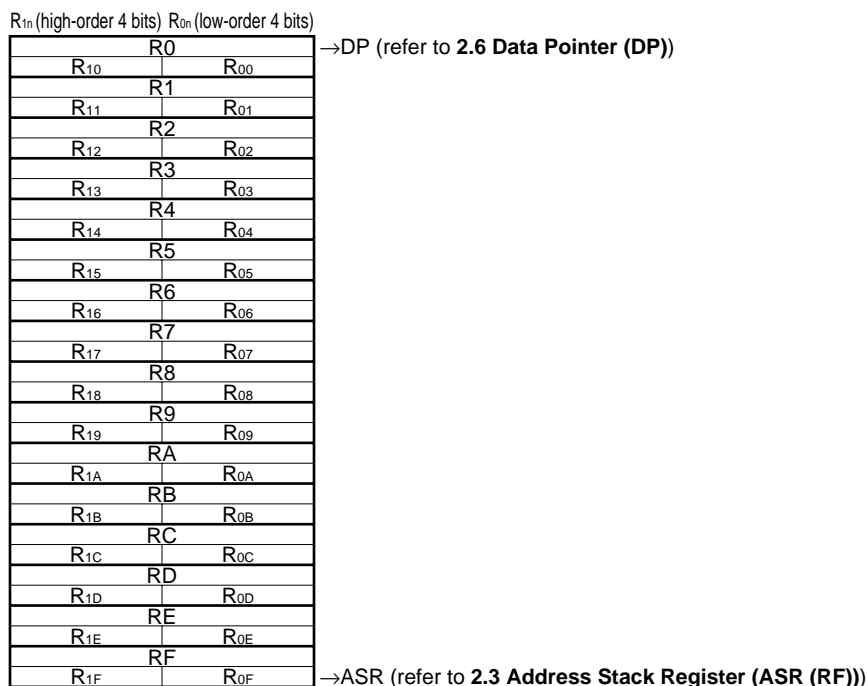 R1n (high-order 4 bits) R0n (low-order 4 bits)
R0 →DP (refer to 2.6 Data Pointer (DP))
R10 R00
R1
R11 R01
R2
R12 R02
R3
R13 R03
R4
R14 R04
R5
R15 R05
R6
R16 R06
R7
R17 R07
R8
R18 R08
R9
R19 R09
RA
R1A R0A
RB
R1B R0B
RC
R1C R0C
RD
R1D R0D
RE
R1E R0E
RF
R1F R0F →ASR (refer to 2.3 Address Stack Register (ASR (RF)))